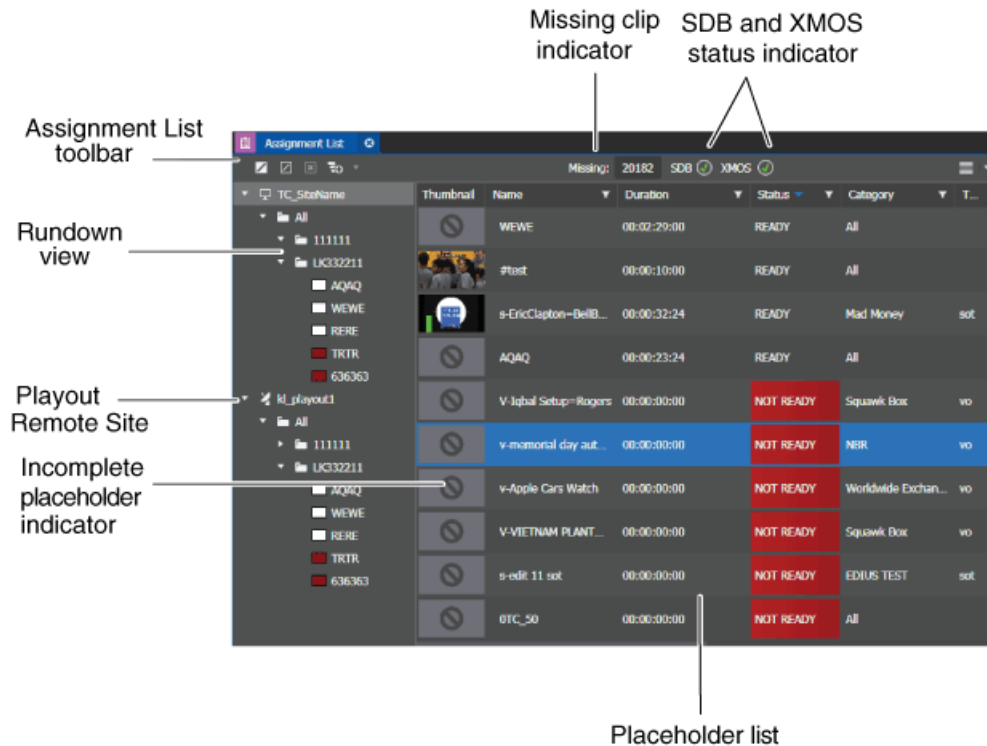 Missing clip
indicator
SDB and XMOS
status indicator
Assignment List
toolbar
Assignment List
Missing: 20182 SDB XMOS
TC_SiteName
Thumbnail Name Duration Status Category T...
All
111111
LK332211
AQAQ
WEWE
RERE
TRTR
636363
Rundown
view
WEWE 00:02:29:00 READY All
#test 00:00:10:00 READY All
s-EricClapton=BellB... 00:00:32:24 READY Mad Money sot
AQAQ 00:00:23:24 READY All
V-Iqbal Setup=Rogers 00:00:00:00 NOT READY Squawk Box vo
v-memorial day aut... 00:00:00:00 NOT READY NBR vo
v-Apple Cars Watch 00:00:00:00 NOT READY Worldwide Exchan... vo
V-VIETNAM PLANT... 00:00:00:00 NOT READY Squawk Box vo
s-edit 11 sot 00:00:00:00 NOT READY EDIUS TEST sot
0TC_50 00:00:00:00 NOT READY All
Playout
Remote Site
kl_playout1
All
111111
LK332211
AQAQ
WEWE
RERE
TRTR
636363
Incomplete
placeholder
indicator
Placeholder list